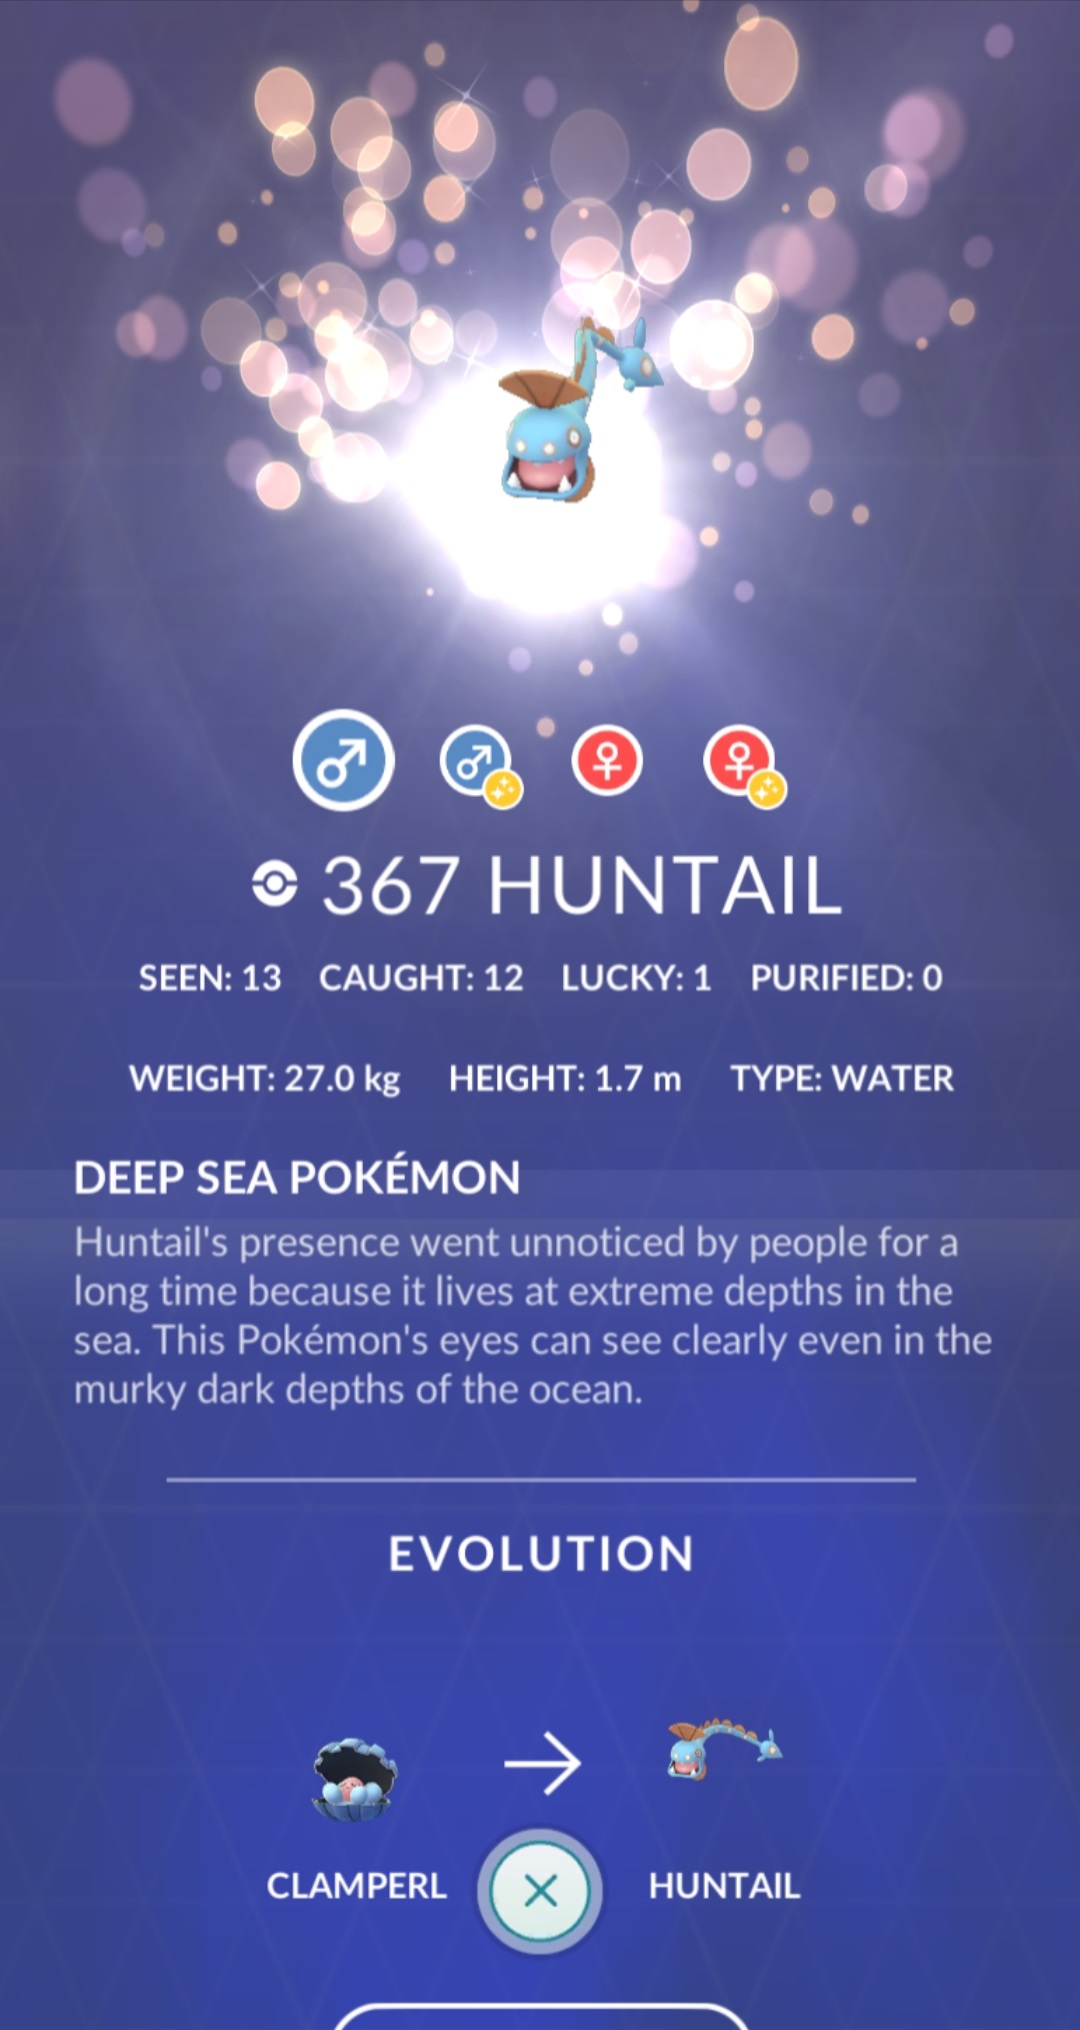 367 HUNTAIL
SEEN: 13 CAUGHT: 12 LUCKY: 1 PURIFIED: 0
WEIGHT: 27.0 kg HEIGHT: 1.7 m TYPE: WATER
DEEP SEA POKÉMON
Huntail's presence went unnoticed by people for a
long time because it lives at extreme depths in the
sea. This Pokémon's eyes can see clearly even in the
murky dark depths of the ocean.
EVOLUTION
CLAMPERL HUNTAIL